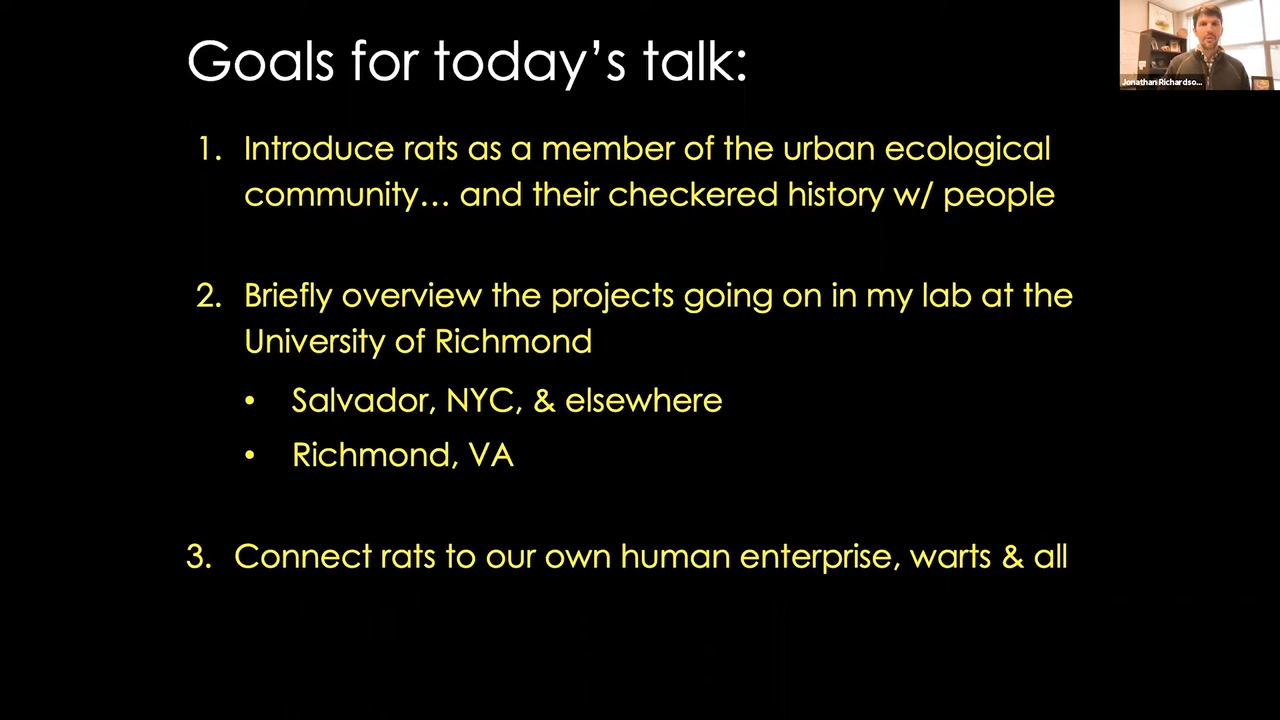 Goals for today's talk:
Jonathan Richardso...
1. Introduce rats as a member of the urban ecological
community... and their checkered history w/ people
2. Briefly overview the projects going on in my lab at the
University of Richmond
• Salvador, NYC, & elsewhere
• Richmond, VA
3. Connect rats to our own human enterprise, warts & all